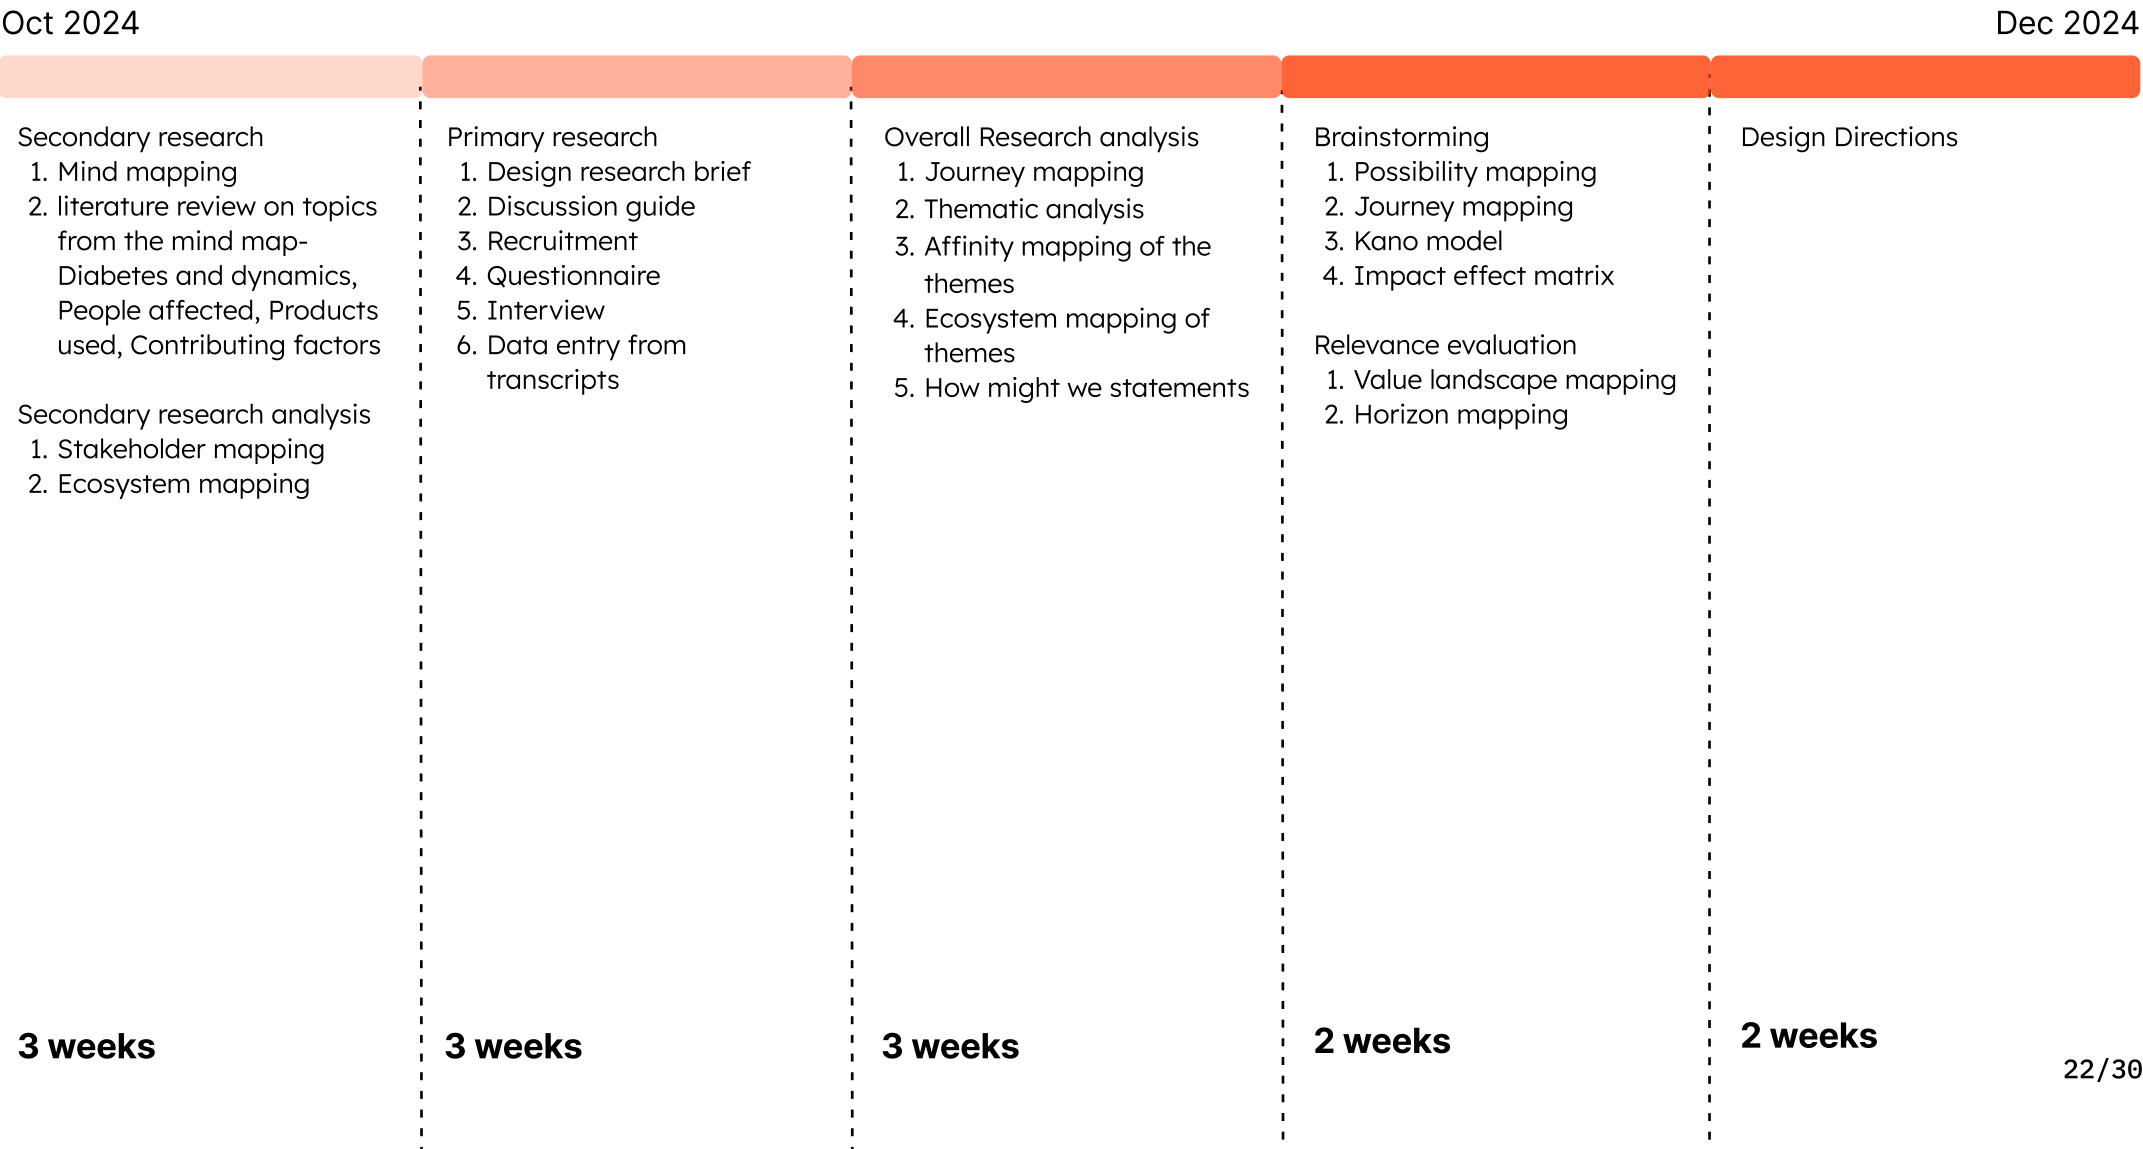 Oct 2024
Dec 2024
Secondary research
1. Mind mapping
2. literature review on topics
from the mind map-
Diabetes and dynamics,
People affected, Products
used, Contributing factors
Secondary research analysis
1. Stakeholder mapping
2. Ecosystem mapping
3 weeks
Primary research
1. Design research brief
2. Discussion guide
3. Recruitment
4. Questionnaire
5. Interview
6. Data entry from
transcripts
3 weeks
Overall Research analysis
1. Journey mapping
2. Thematic analysis
3. Affinity mapping of the
themes
4. Ecosystem mapping of
themes
5. How might we statements
3 weeks
Brainstorming
1. Possibility mapping
2. Journey mapping
3. Kano model
4. Impact effect matrix
Relevance evaluation
1. Value landscape mapping
2. Horizon mapping
2 weeks
Design Directions
2 weeks
22/30